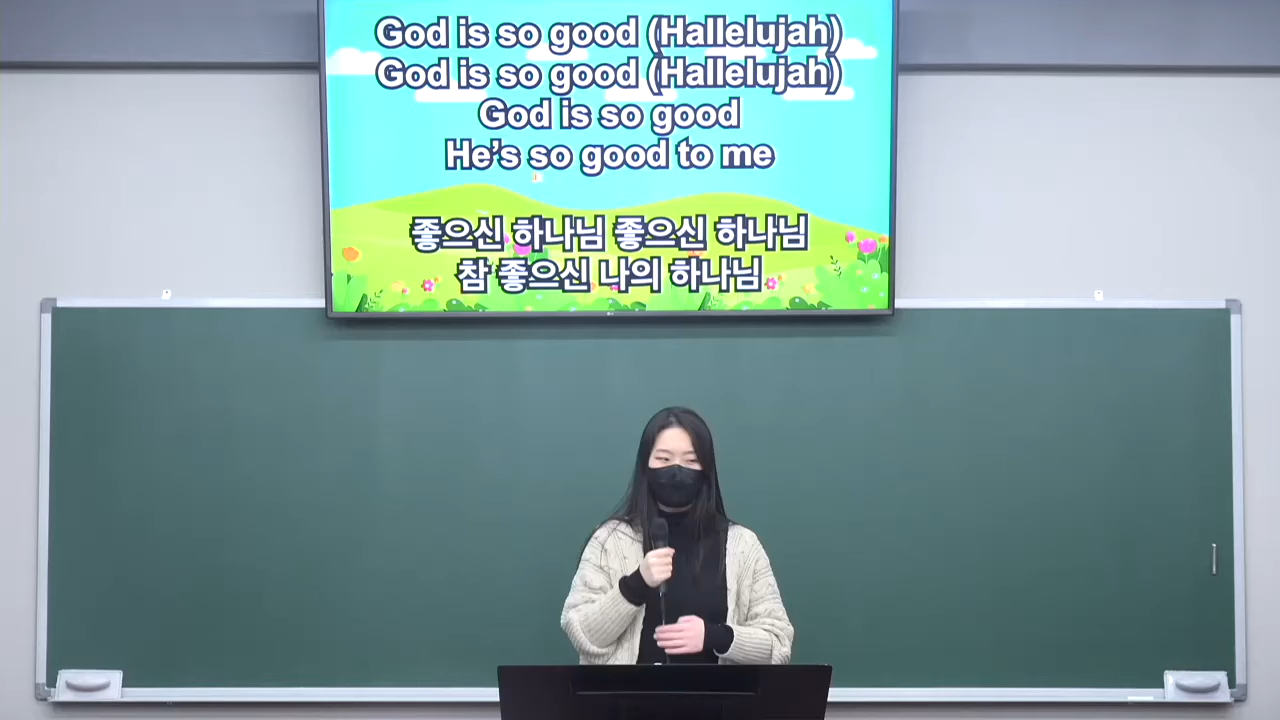 God is so good (Hallelujah)
God is so good (Hallelujah)
God is so good
He's so good to me
좋으신 하나님 좋으신 하나님
참 좋으신 나의 하나님